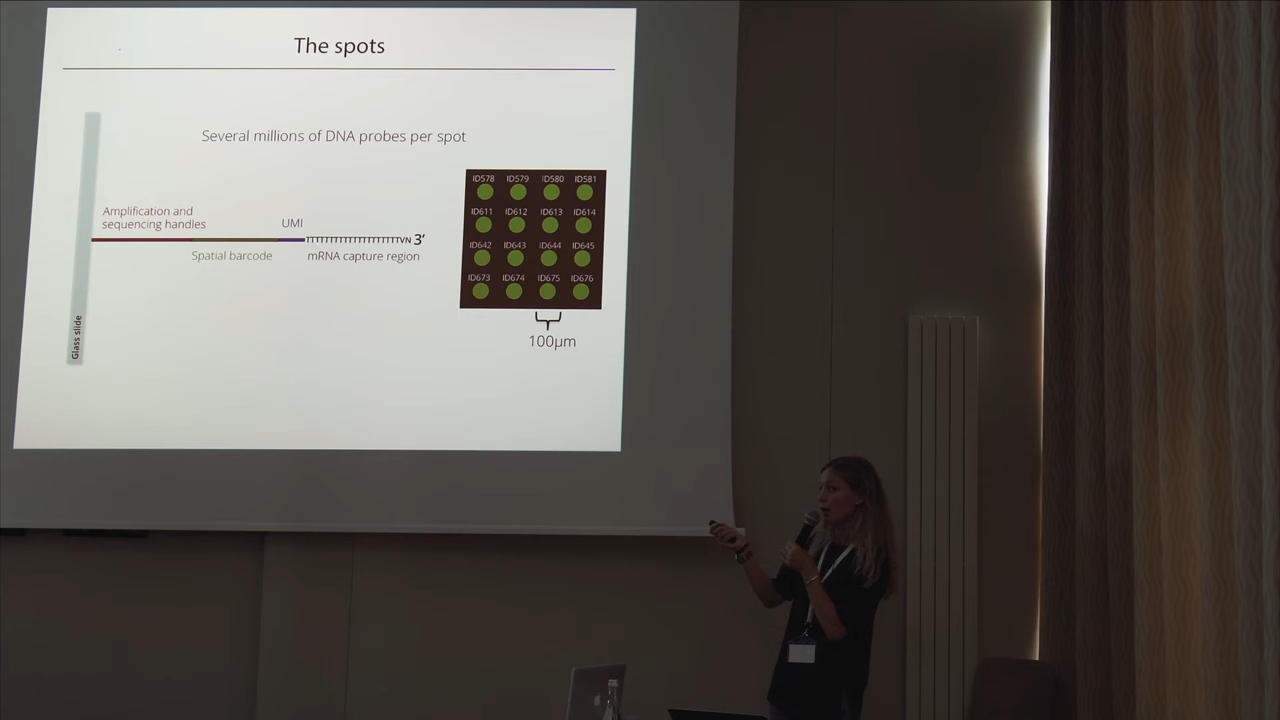 The spots
Several millions of DNA probes per spot
Amplification and
sequencing handles
UMI
Spatial barcode
TTTTTTTTTTTTTTTTTTTTVN 3’
mRNA capture region
Glass slide
ID578 ID579 ID580 ID581
ID611 ID612 ID613 ID614
ID642 ID643 ID644 ID645
ID673 ID674 ID675 ID676
100µm